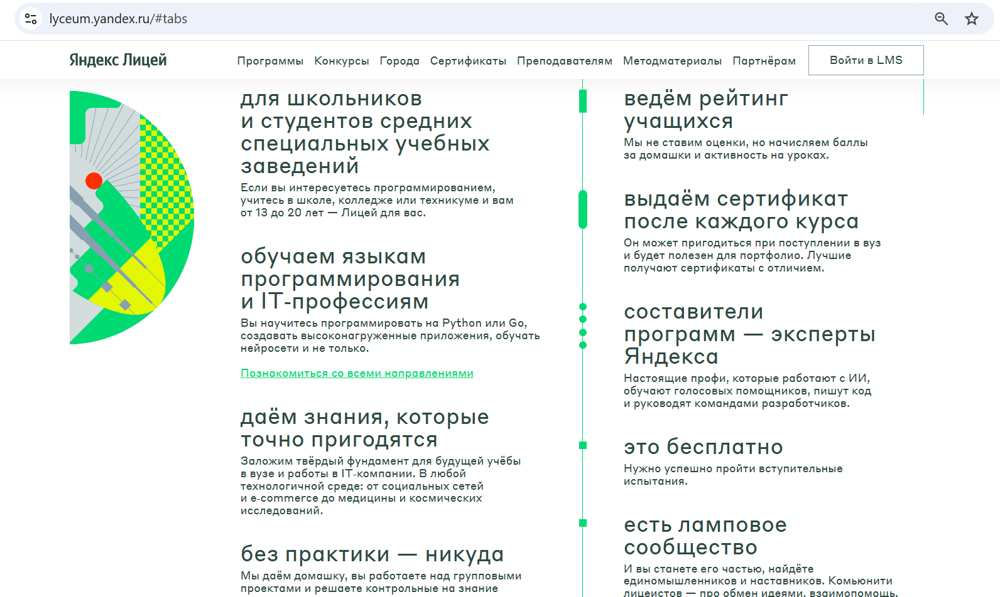 lyceum.yandex.ru/#tabs
Яндекс Лицей
Программы Конкурсы Города Сертификаты Преподавателям Методматериалы Партнёрам Войти в LMS
для школьников
и студентов средних
специальных учебных
заведений
Если вы интересуетесь программированием,
учитесь в школе, колледже или техникуме и вам
от 13 до 20 лет — Лицей для вас.
обучаем языкам
программирования
и IT-профессиям
Вы научитесь программировать на Python или Go,
создавать высоконагруженные приложения, обучать
нейросети и не только.
Познакомиться со всеми направлениями
даём знания, которые
точно пригодятся
Заложим твёрдый фундамент для будущей учёбы
в вузе и работы в IT-компании. В любой
технологичной среде: от социальных сетей
и e-commerce до медицины и космических
исследований.
без практики — никуда
Мы даём домашку, вы работаете над групповыми
проектами и решаете контрольные на знание
ведём рейтинг
учащихся
Мы не ставим оценки, но начисляем баллы
за домашки и активность на уроках.
выдаём сертификат
после каждого курса
Он может пригодиться при поступлении в вуз
и будет полезен для портфолио. Лучшие
получают сертификаты с отличием.
составители
программ — эксперты
Яндекса
Настоящие профи, которые работают с ИИ,
обучают голосовых помощников, пишут код
и руководят командами разработчиков.
это бесплатно
Нужно успешно пройти вступительные
испытания.
есть ламповое
сообщество
И вы станете его частью, найдёте
единомышленников и наставников. Комьюнити
лицеистов — про обмен идеями, взаимопомощь,